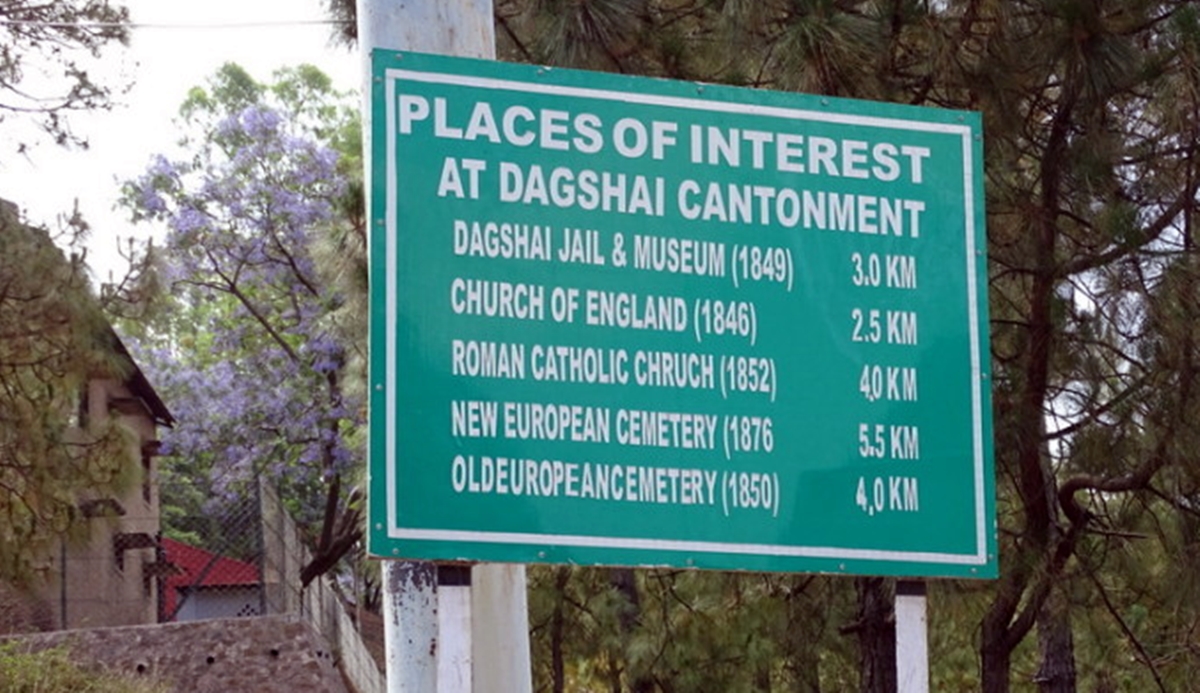 PLACES OF INTEREST
AT DAGSHAI CANTONMENT
DAGSHAI JAIL & MUSEUM (1849) 3.0 KM
CHURCH OF ENGLAND (1846) 2.5 KM
ROMAN CATHOLIC CHRUCH (1852) 4,0 KM
NEW EUROPEAN CEMETERY (1876 5.5 KM
OLDEUROPEANCEMETERY (1850) 4,0 KM